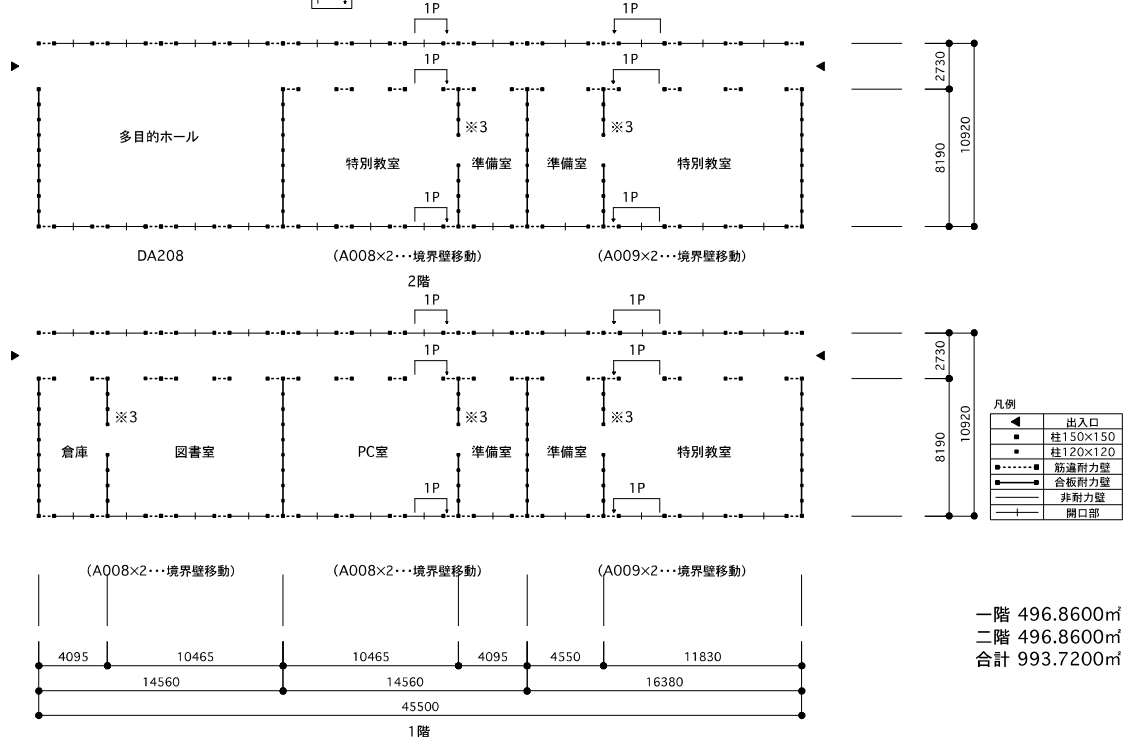 1P 1P
1P 1P
2730
10920
8190
※3 ※3
多目的ホール
特別教室 準備室 準備室 特別教室
1P 1P
DA208 （A008×2･･･境界壁移動） （A009×2･･･境界壁移動）
2階
1P 1P
1P 1P
2730
10920
8190
※3 ※3 ※3
倉庫 図書室 PC室 準備室 準備室 特別教室
1P 1P
凡例
出入口
柱150×150
柱120×120
筋違耐力壁
合板耐力壁
非耐力壁
開口部
（A008×2･･･境界壁移動） （A008×2･･･境界壁移動） （A009×2･･･境界壁移動）
一階 496.8600㎡
二階 496.8600㎡
合計 993.7200㎡
4095 10465 10465 4095 4550 11830
14560 14560 16380
45500
1階